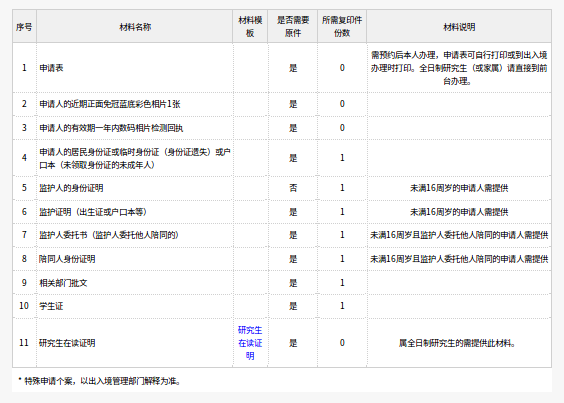 序号 材料名称 材料模板 是否需要原件 所需复印件份数 材料说明
1 申请表 是 0 需预约后本人办理，申请表可自行打印或到出入境办理时打印。全日制研究生（或家属）请直接到前台办理。
2 申请人的近期正面免冠蓝底彩色相片1张 是 0
3 申请人的有效期一年内数码相片检测回执 是 0
4 申请人的居民身份证或临时身份证（身份证遗失）或户口本（未领取身份证的未成年人） 是 1
5 监护人的身份证明 否 1 未满16周岁的申请人需提供
6 监护证明（出生证或户口本等） 是 1 未满16周岁的申请人需提供
7 监护人委托书（监护人委托他人陪同的） 是 1 未满16周岁且监护人委托他人陪同的申请人需提供
8 陪同人身份证明 是 1 未满16周岁且监护人委托他人陪同的申请人需提供
9 相关部门批文 是 1
10 学生证 是 1
11 研究生在读证明 研究生在读证明 是 0 属全日制研究生的需提供此材料。
* 特殊申请个案，以出入境管理部门解释为准。